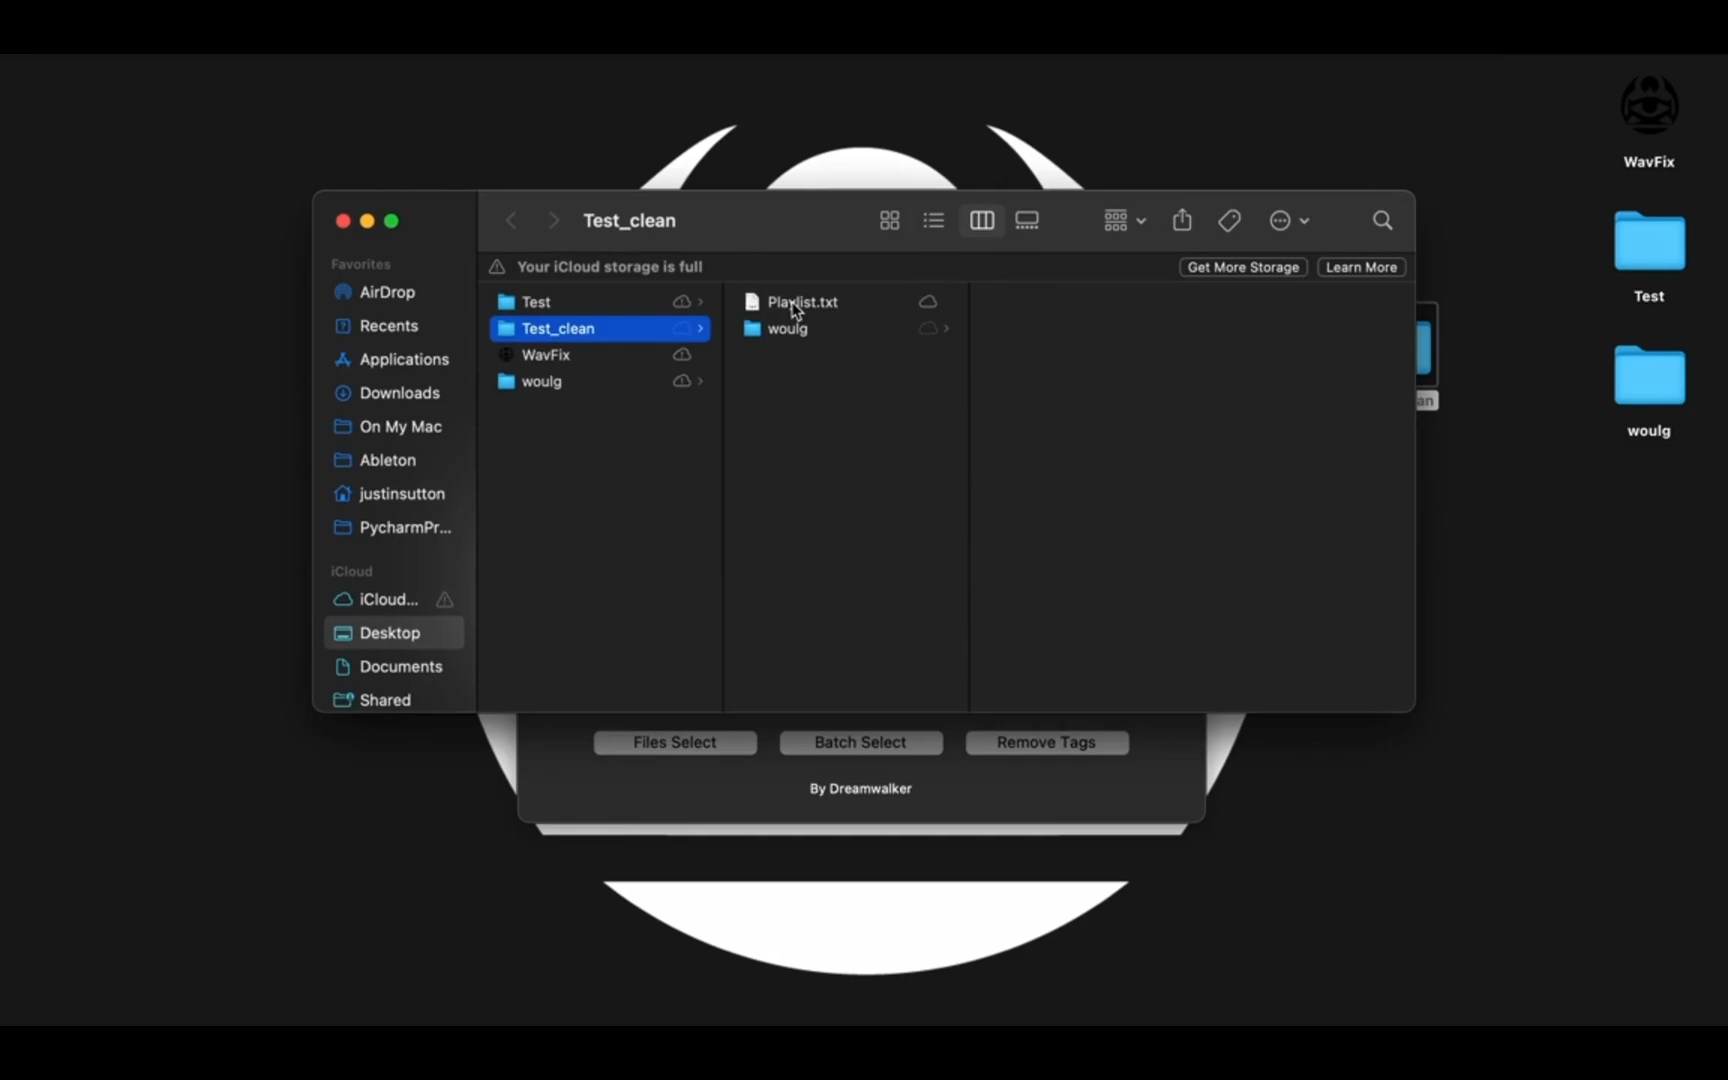 WavFix
Test
woulg
an
Test_clean
Your iCloud storage is full
Get More Storage
Learn More
Favorites
AirDrop
Recents
Applications
Downloads
On My Mac
Ableton
justinsutton
PycharmPr...
iCloud
iCloud...
Desktop
Documents
Shared
Test
Test_clean
WavFix
woulg
Playlist.txt
woulg
Files Select
Batch Select
Remove Tags
By Dreamwalker